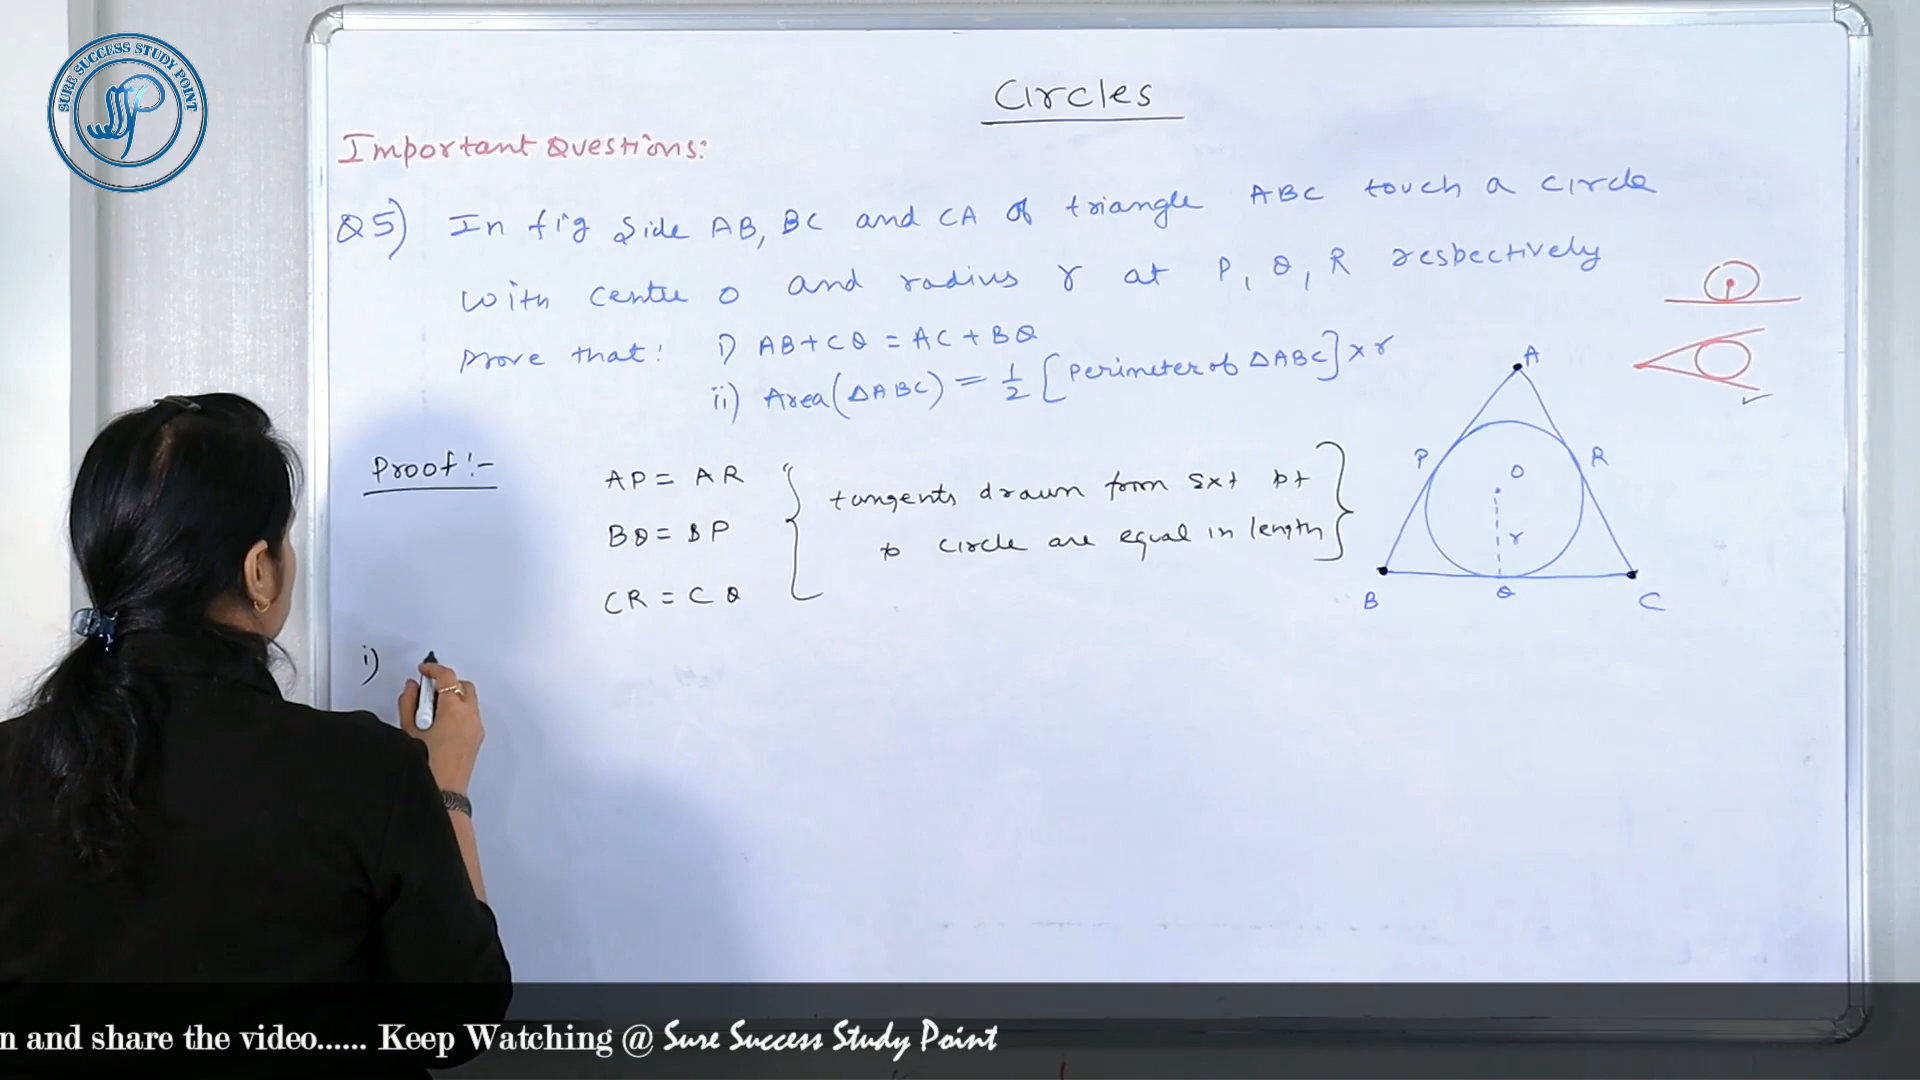 SURE SUCCESS STUDY POINT
Circles
Important Questions:
Q5) In fig Side AB, BC and CA of triangle ABC touch a circle
with centre O and radius r at P, Q, R respectively
Prove that: i) AB + CQ = AC + BQ
ii) Area (△ABC) = 1/2 [Perimeter of △ABC] × r
Proof:-
AP = AR
BQ = BP
CR = CQ
{ tangents drawn from ext pt
to circle are equal in length }
i)
A
P
R
O
r
B
Q
C
n and share the video...... Keep Watching @ Sure Success Study Point